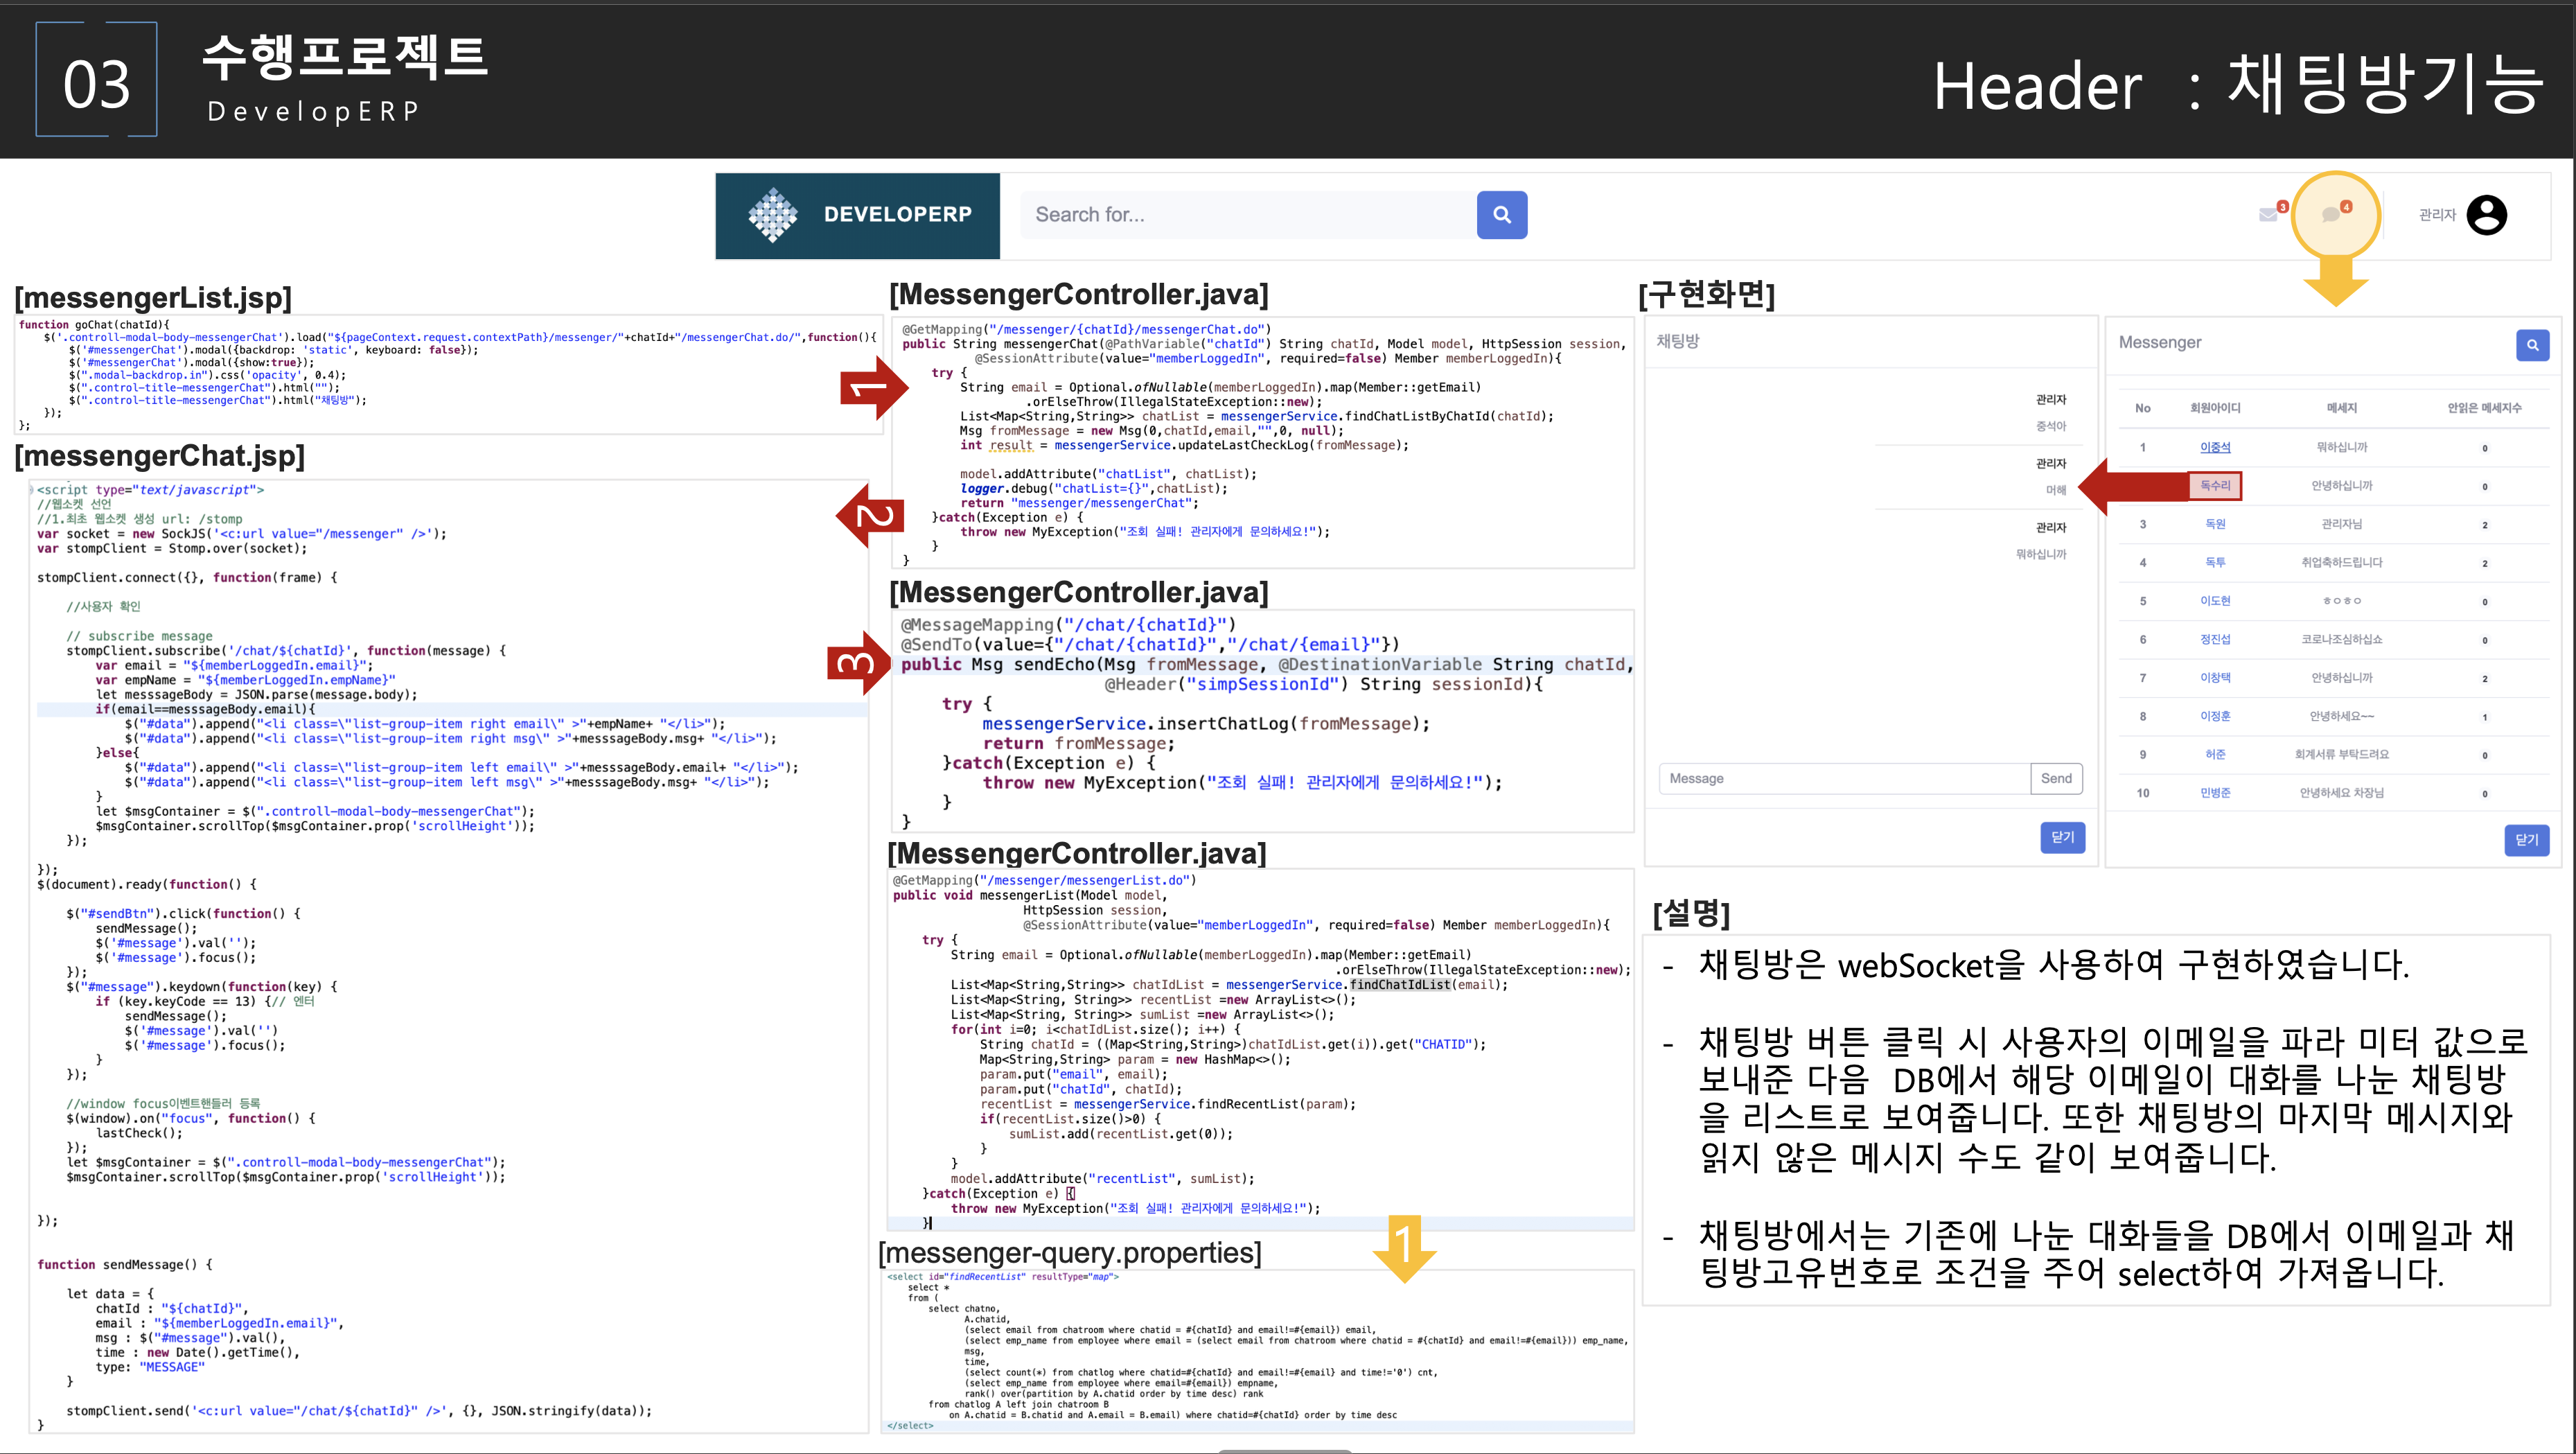 03
수행프로젝트
DevelopERP
Header : 채팅방기능
DEVELOPERP
Search for...
3
4
관리자
[messengerList.jsp]
function goChat(chatId){
$('.controll-modal-body-messengerChat').load("${pageContext.request.contextPath}/messenger/"+chatId+"/messengerChat.do/",function(){
$('#messengerChat').modal({backdrop: 'static', keyboard: false});
$('#messengerChat').modal({show:true});
$(".modal-backdrop.in").css('opacity', 0.4);
$(".control-title-messengerChat").html("");
$(".control-title-messengerChat").html("채팅방");
});
};
[messengerChat.jsp]
<script type="text/javascript">
//웹소켓 선언
//1.최초 웹소켓 생성 url: /stomp
var socket = new SockJS('<c:url value="/messenger" />');
var stompClient = Stomp.over(socket);
stompClient.connect({}, function(frame) {
//사용자 확인
// subscribe message
stompClient.subscribe('/chat/${chatId}', function(message) {
var email = "${memberLoggedIn.email}";
var empName = "${memberLoggedIn.empName}"
let messsageBody = JSON.parse(message.body);
if(email==messsageBody.email){
$("#data").append("<li class=\"list-group-item right email\" >"+empName+ "</li>");
$("#data").append("<li class=\"list-group-item right msg\" >"+messsageBody.msg+ "</li>");
}else{
$("#data").append("<li class=\"list-group-item left email\" >"+messsageBody.email+ "</li>");
$("#data").append("<li class=\"list-group-item left msg\" >"+messsageBody.msg+ "</li>");
}
let $msgContainer = $(".controll-modal-body-messengerChat");
$msgContainer.scrollTop($msgContainer.prop('scrollHeight'));
});
});
$(document).ready(function() {
$("#sendBtn").click(function() {
sendMessage();
$('#message').val('');
$('#message').focus();
});
$("#message").keydown(function(key) {
if (key.keyCode == 13) {// 엔터
sendMessage();
$('#message').val('')
$('#message').focus();
}
});
//window focus이벤트핸들러 등록
$(window).on("focus", function() {
lastCheck();
});
let $msgContainer = $(".controll-modal-body-messengerChat");
$msgContainer.scrollTop($msgContainer.prop('scrollHeight'));
});
function sendMessage() {
let data = {
chatId : "${chatId}",
email : "${memberLoggedIn.email}",
msg : $("#message").val(),
time : new Date().getTime(),
type: "MESSAGE"
}
stompClient.send('<c:url value="/chat/${chatId}" />', {}, JSON.stringify(data));
}
1
2
3
[MessengerController.java]
@GetMapping("/messenger/{chatId}/messengerChat.do")
public String messengerChat(@PathVariable("chatId") String chatId, Model model, HttpSession session,
@SessionAttribute(value="memberLoggedIn", required=false) Member memberLoggedIn){
try {
String email = Optional.ofNullable(memberLoggedIn).map(Member::getEmail)
.orElseThrow(IllegalStateException::new);
List<Map<String,String>> chatList = messengerService.findChatListByChatId(chatId);
Msg fromMessage = new Msg(0,chatId,email,"",0, null);
int result = messengerService.updateLastCheckLog(fromMessage);
model.addAttribute("chatList", chatList);
logger.debug("chatList={}",chatList);
return "messenger/messengerChat";
}catch(Exception e) {
throw new MyException("조회 실패! 관리자에게 문의하세요!");
}
}
[MessengerController.java]
@MessageMapping("/chat/{chatId}")
@SendTo(value={"/chat/{chatId}","/chat/{email}"})
public Msg sendEcho(Msg fromMessage, @DestinationVariable String chatId,
@Header("simpSessionId") String sessionId){
try {
messengerService.insertChatLog(fromMessage);
return fromMessage;
}catch(Exception e) {
throw new MyException("조회 실패! 관리자에게 문의하세요!");
}
}
[MessengerController.java]
@GetMapping("/messenger/messengerList.do")
public void messengerList(Model model,
HttpSession session,
@SessionAttribute(value="memberLoggedIn", required=false) Member memberLoggedIn){
try {
String email = Optional.ofNullable(memberLoggedIn).map(Member::getEmail)
.orElseThrow(IllegalStateException::new);
List<Map<String,String>> chatIdList = messengerService.findChatIdList(email);
List<Map<String, String>> recentList =new ArrayList<>();
List<Map<String, String>> sumList =new ArrayList<>();
for(int i=0; i<chatIdList.size(); i++) {
String chatId = ((Map<String,String>)chatIdList.get(i)).get("CHATID");
Map<String,String> param = new HashMap<>();
param.put("email", email);
param.put("chatId", chatId);
recentList = messengerService.findRecentList(param);
if(recentList.size()>0) {
sumList.add(recentList.get(0));
}
}
model.addAttribute("recentList", sumList);
}catch(Exception e) {
throw new MyException("조회 실패! 관리자에게 문의하세요!");
}
1
[messenger-query.properties]
<select id="findRecentList" resultType="map">
select *
from (
select chatno,
A.chatid,
(select email from chatroom where chatid = #{chatId} and email!=#{email}) email,
(select emp_name from employee where email = (select email from chatroom where chatid = #{chatId} and email!=#{email})) emp_name,
msg,
time,
(select count(*) from chatlog where chatid=#{chatId} and email!=#{email} and time!='0') cnt,
(select emp_name from employee where email=#{email}) empname,
rank() over(partition by A.chatid order by time desc) rank
from chatlog A left join chatroom B
on A.chatid = B.chatid and A.email = B.email) where chatid=#{chatId} order by time desc
</select>
[구현화면]
채팅방
관리자
중석아
관리자
머해
관리자
뭐하십니까
Message Send
닫기
Messenger
No 회원아이디 메세지 안읽은 메세지수
1 이중석 뭐하십니까 0
독수리 안녕하십니까 0
3 독원 관리자님 2
4 독투 취업축하드립니다 2
5 이도현 ㅎㅇㅎㅇ 0
6 정진섭 코로나조심하십쇼 0
7 이창택 안녕하십니까 2
8 이정훈 안녕하세요~~ 1
9 허준 회계서류 부탁드려요 0
10 민병준 안녕하세요 차장님 0
닫기
[설명]
- 채팅방은 webSocket을 사용하여 구현하였습니다.
- 채팅방 버튼 클릭 시 사용자의 이메일을 파라 미터 값으로
보내준 다음 DB에서 해당 이메일이 대화를 나눈 채팅방
을 리스트로 보여줍니다. 또한 채팅방의 마지막 메시지와
읽지 않은 메시지 수도 같이 보여줍니다.
- 채팅방에서는 기존에 나눈 대화들을 DB에서 이메일과 채
팅방고유번호로 조건을 주어 select하여 가져옵니다.